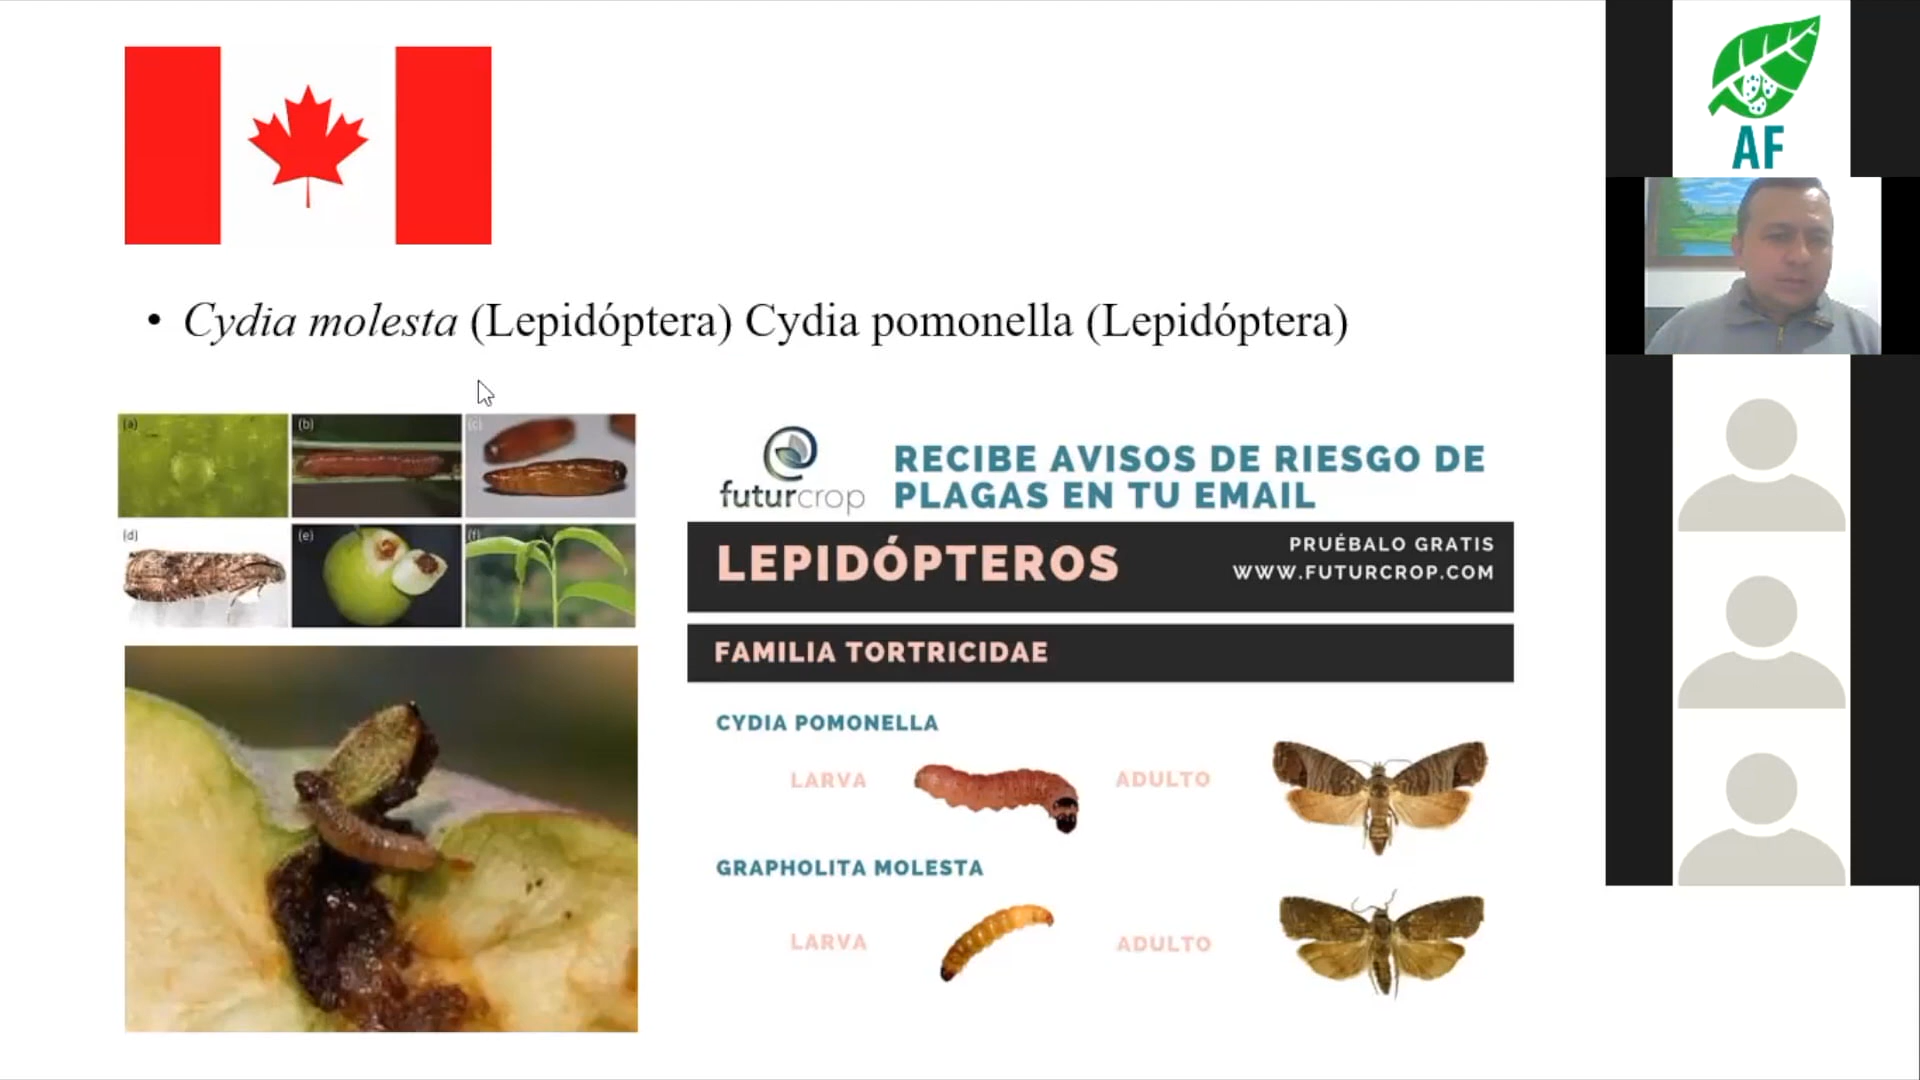 • Cydia molesta (Lepidóptera) Cydia pomonella (Lepidóptera)
(a)
(b)
(c)
(d)
(e)
(f)
futurcrop
RECIBE AVISOS DE RIESGO DE
PLAGAS EN TU EMAIL
LEPIDÓPTEROS
PRUÉBALO GRATIS
WWW.FUTURCROP.COM
FAMILIA TORTRICIDAE
CYDIA POMONELLA
LARVA
ADULTO
GRAPHOLITA MOLESTA
LARVA
ADULTO
AF